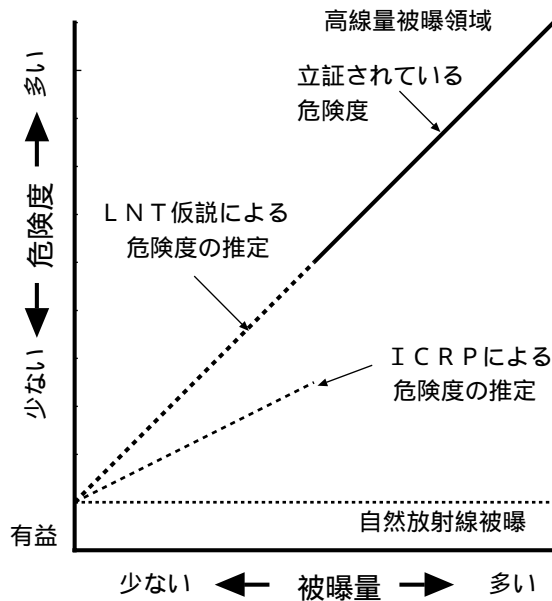 高線量被曝領域
立証されている
危険度
ＬＮＴ仮説による
危険度の推定
ＩＣＲＰによる
危険度の推定
自然放射線被曝
多い
危険度
少ない
有益
少ない
被曝量
多い